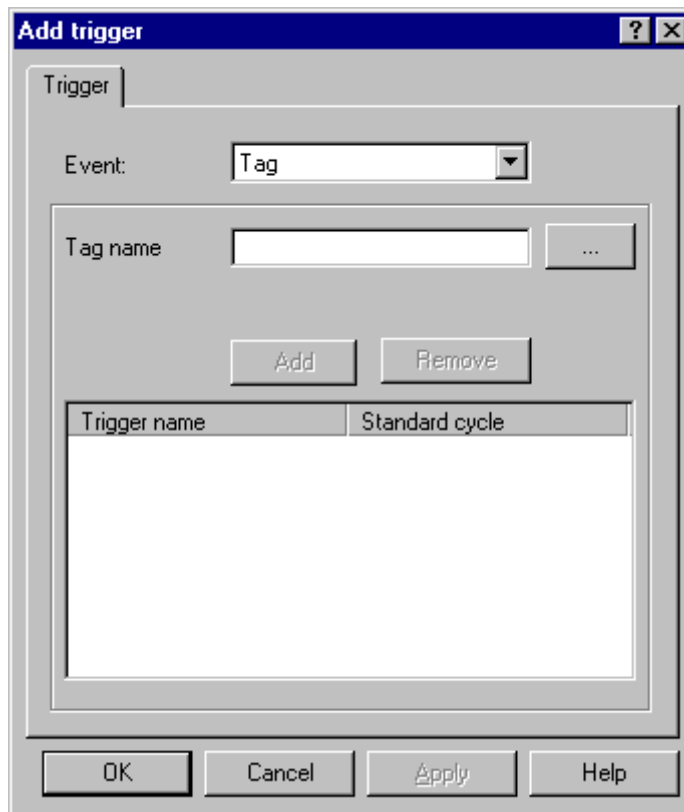 Add trigger
Trigger
Event: Tag
Tag name ...
Add Remove
Trigger name Standard cycle
OK Cancel Apply Help